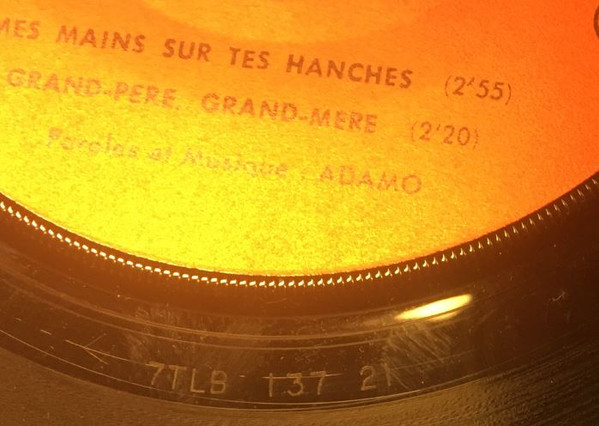 MES MAINS SUR TES HANCHES (2'55)
GRAND-PERE, GRAND-MERE (2'20)
Paroles et Musique : ADAMO
7TLB 137 21